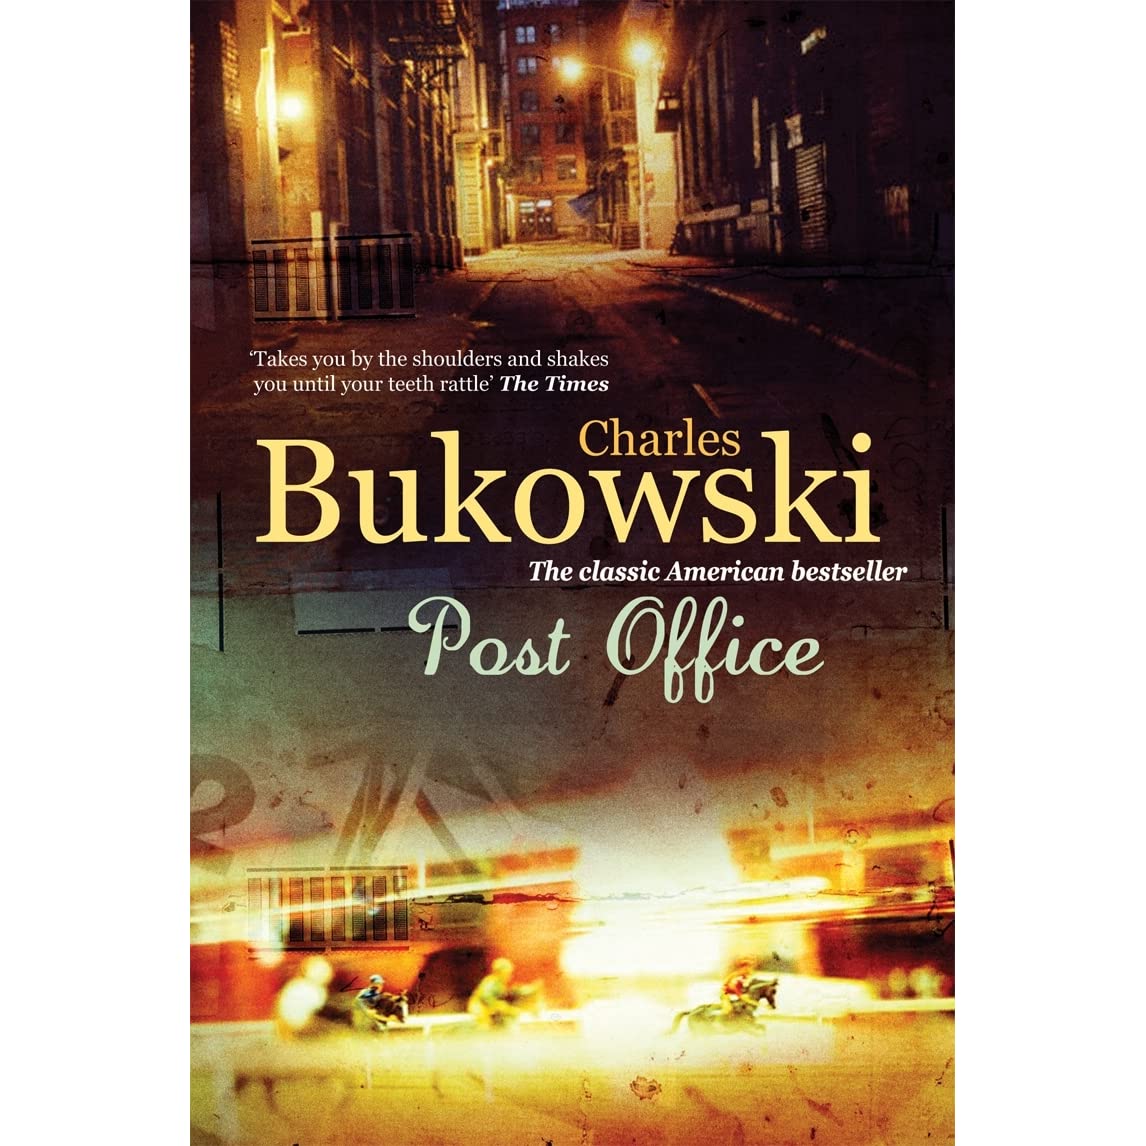 ‘Takes you by the shoulders and shakes
you until your teeth rattle’ The Times
Charles
Bukowski
The classic American bestseller
Post Office